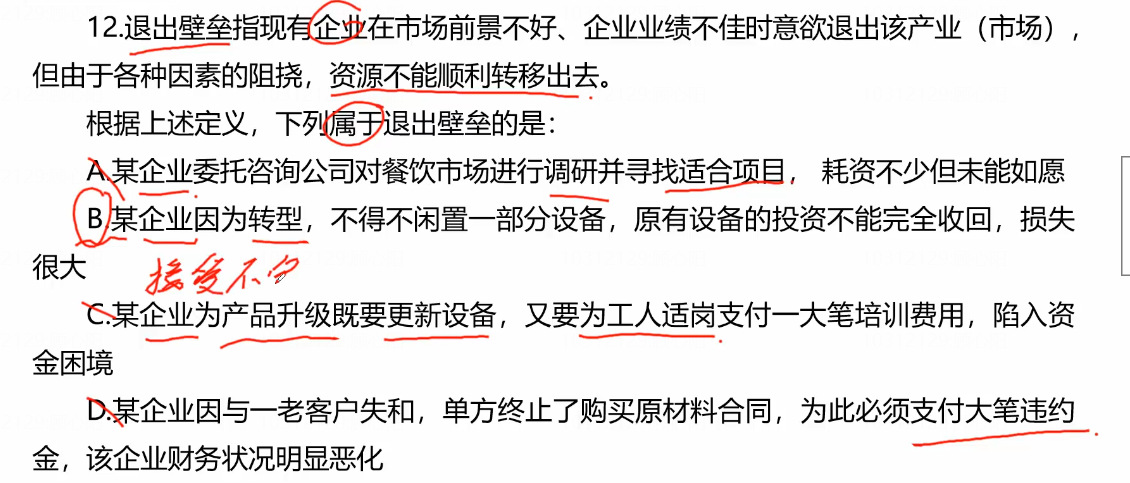 12.退出壁垒指现有企业在市场前景不好、企业业绩不佳时意欲退出该产业（市场），
但由于各种因素的阻挠，资源不能顺利转移出去。
根据上述定义，下列属于退出壁垒的是：
A.某企业委托咨询公司对餐饮市场进行调研并寻找适合项目， 耗资不少但未能如愿
B.某企业因为转型，不得不闲置一部分设备，原有设备的投资不能完全收回，损失
很大
接受不完
C.某企业为产品升级既要更新设备，又要为工人适岗支付一大笔培训费用，陷入资
金困境
D.某企业因与一老客户失和，单方终止了购买原材料合同，为此必须支付大笔违约
金，该企业财务状况明显恶化